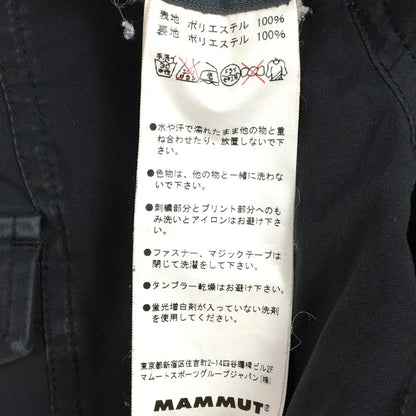 表地 ポリエステル 100%
裏地 ポリエステル 100%
●水や汗で濡れたまま他の物と重
ね合わせたり、放置しないで下
さい。
●色物は、他の物と一緒に洗わな
いで下さい。
●刺繍部分とプリント部分へのも
み洗いとアイロンはお避け下さ
い。
●ファスナー、マジックテープは
閉じて洗濯をして下さい。
●タンブラー乾燥はお避け下さい。
●蛍光増白剤が入っていない洗剤
を使用してください。
東京都新宿区住吉町2-14四谷曙橋ビル2F
マムートスポーツグループジャパン(株)
MAMMUT®